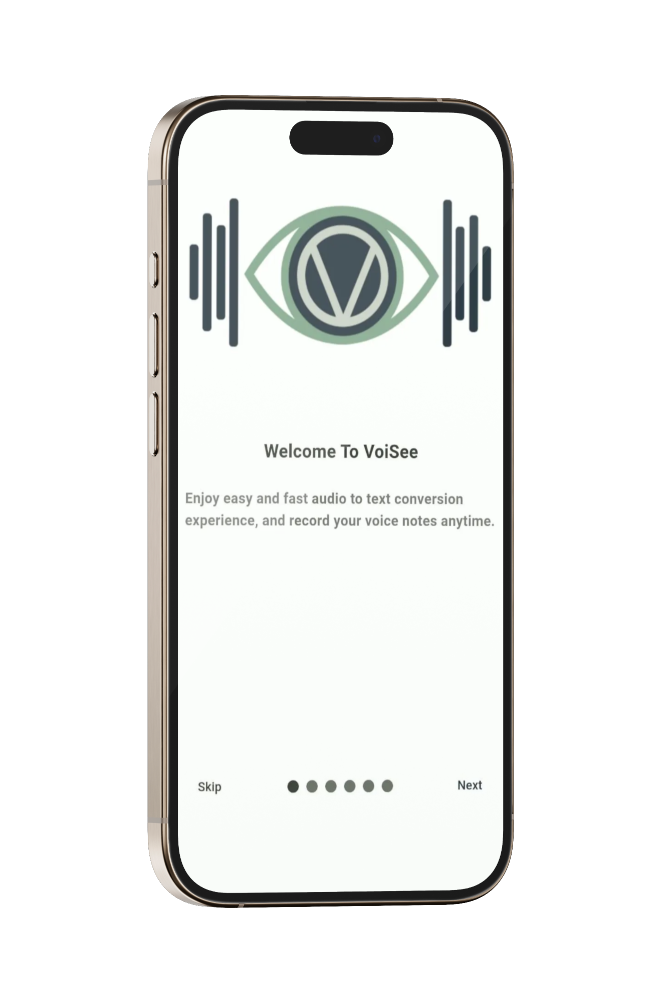 V
Welcome To VoiSee
Enjoy easy and fast audio to text conversion
experience, and record your voice notes anytime.
Skip
Next